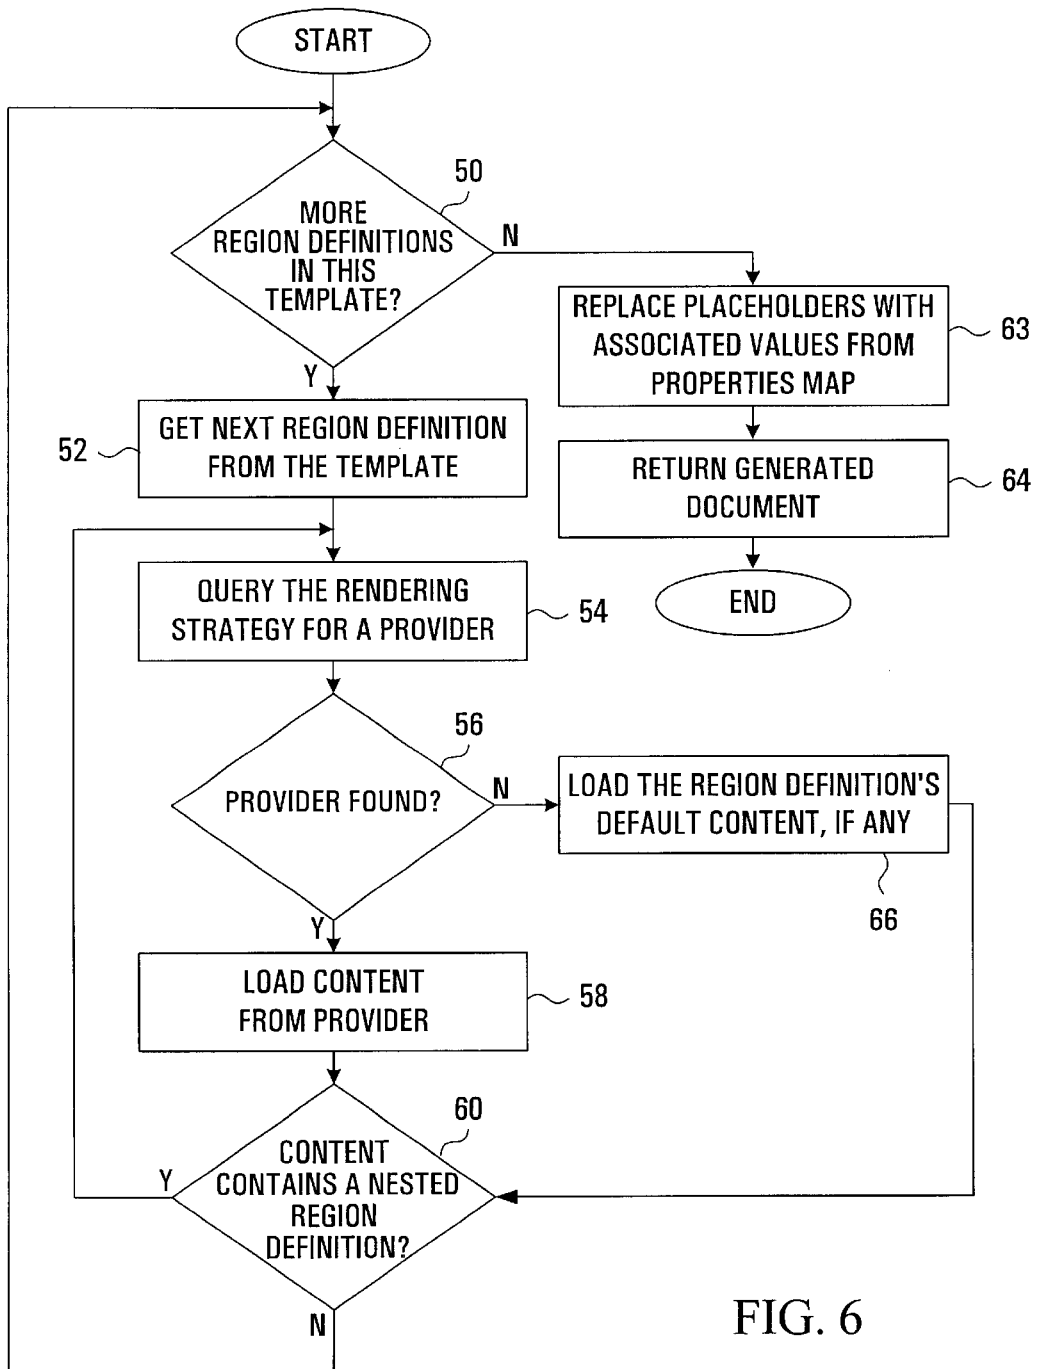 START
50
MORE
REGION DEFINITIONS
IN THIS
TEMPLATE?
N
Y
REPLACE PLACEHOLDERS WITH
ASSOCIATED VALUES FROM
PROPERTIES MAP
63
52
GET NEXT REGION DEFINITION
FROM THE TEMPLATE
RETURN GENERATED
DOCUMENT
64
END
QUERY THE RENDERING
STRATEGY FOR A PROVIDER
54
56
PROVIDER FOUND?
N
Y
LOAD THE REGION DEFINITION'S
DEFAULT CONTENT, IF ANY
66
LOAD CONTENT
FROM PROVIDER
58
60
CONTENT
CONTAINS A NESTED
REGION
DEFINITION?
Y
N
FIG. 6